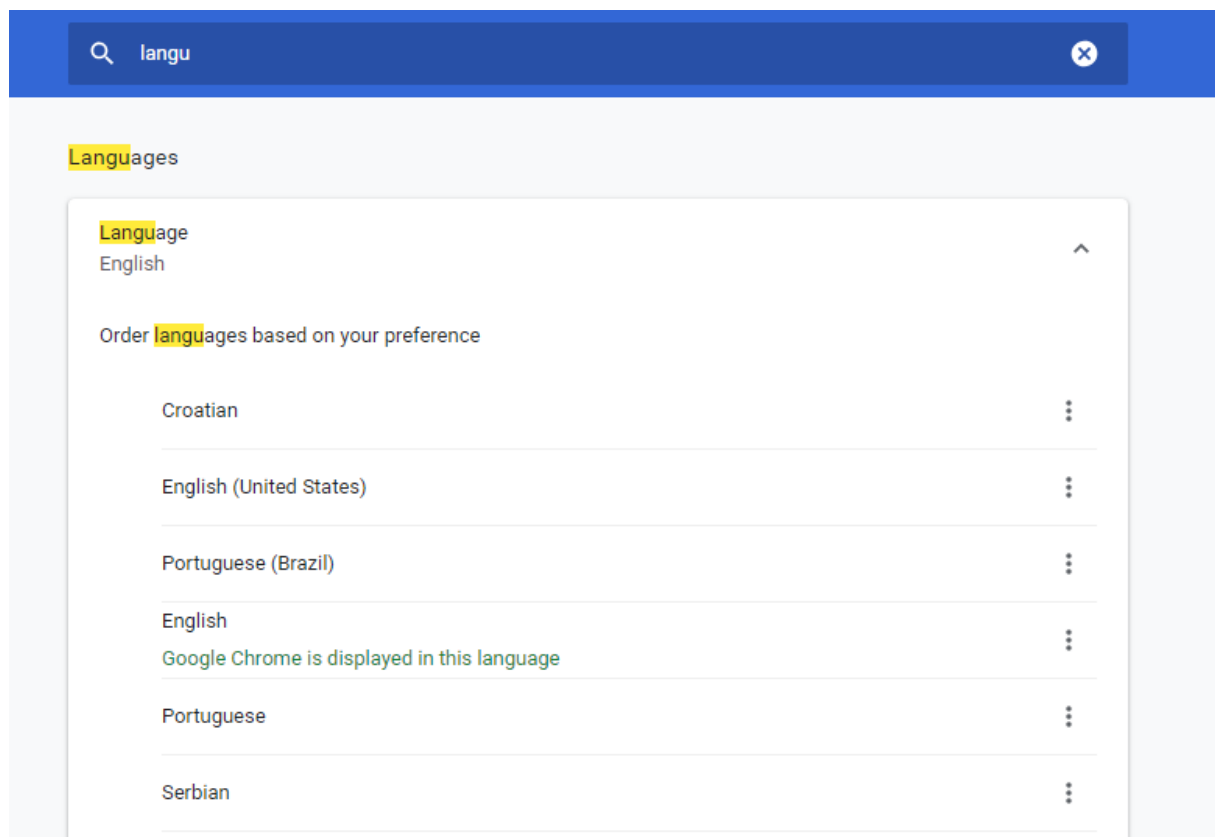 langu
Languages
Language
English
Order languages based on your preference
Croatian
English (United States)
Portuguese (Brazil)
English
Google Chrome is displayed in this language
Portuguese
Serbian